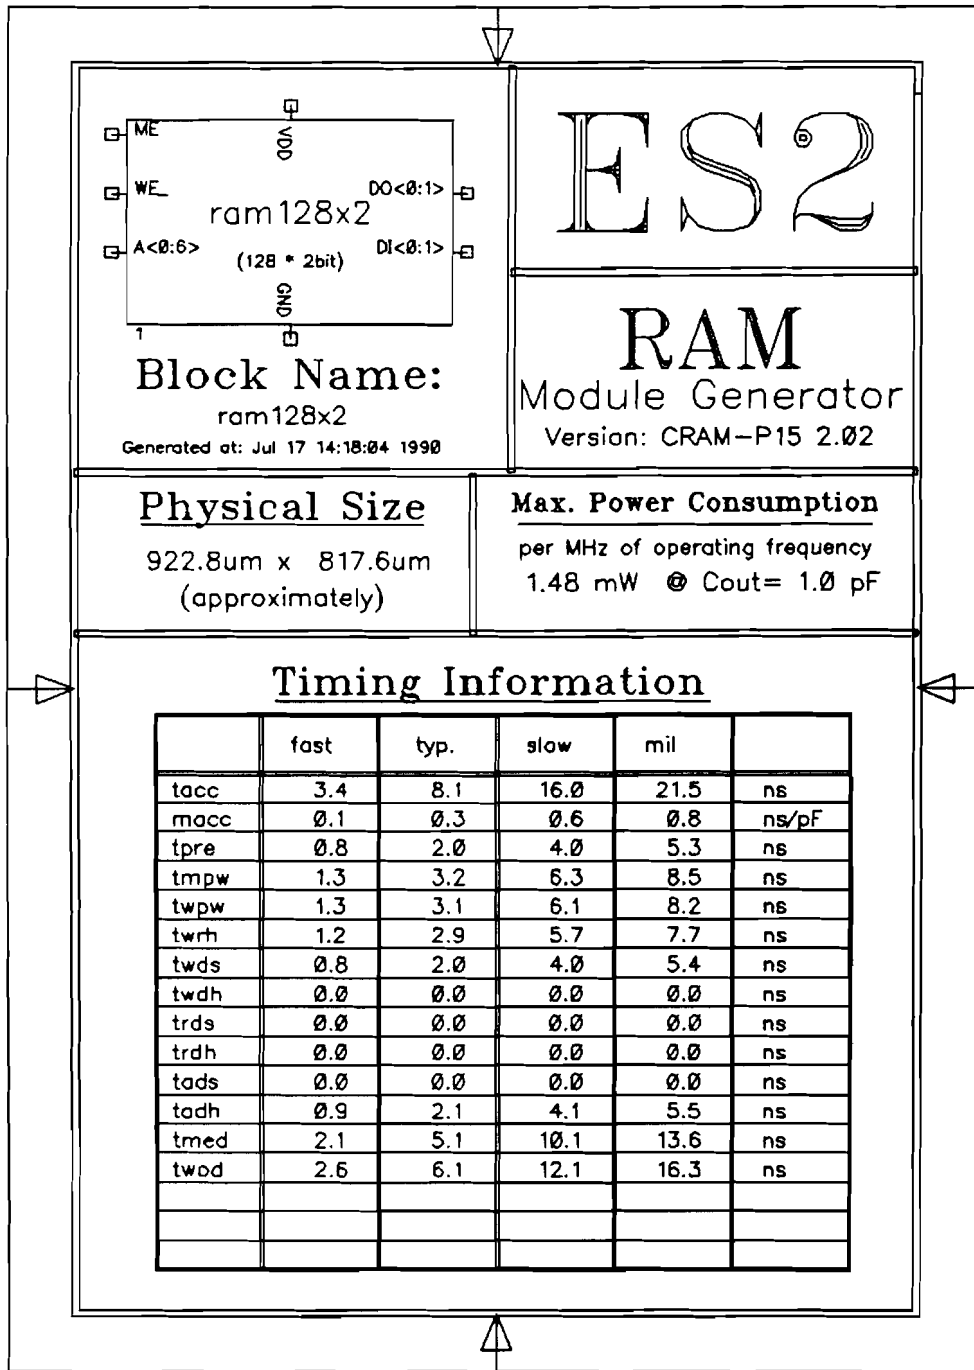 ME
VDD
WE_
DO<0:1>
ram128x2
A<0:6>
(128 * 2bit)
DI<0:1>
GND
1
Block Name:
ram128x2
Generated at: Jul 17 14:18:04 1990
ES2
RAM
Module Generator
Version: CRAM-P15 2.02
Physical Size
922.8um x 817.6um
(approximately)
Max. Power Consumption
per MHz of operating frequency
1.48 mW @ Cout= 1.0 pF
Timing Information
fast typ. slow mil
tacc 3.4 8.1 16.0 21.5 ns
macc 0.1 0.3 0.6 0.8 ns/pF
tpre 0.8 2.0 4.0 5.3 ns
tmpw 1.3 3.2 6.3 8.5 ns
twpw 1.3 3.1 6.1 8.2 ns
twrh 1.2 2.9 5.7 7.7 ns
twds 0.8 2.0 4.0 5.4 ns
twdh 0.0 0.0 0.0 0.0 ns
trds 0.0 0.0 0.0 0.0 ns
trdh 0.0 0.0 0.0 0.0 ns
tads 0.0 0.0 0.0 0.0 ns
tadh 0.9 2.1 4.1 5.5 ns
tmed 2.1 5.1 10.1 13.6 ns
twod 2.6 6.1 12.1 16.3 ns